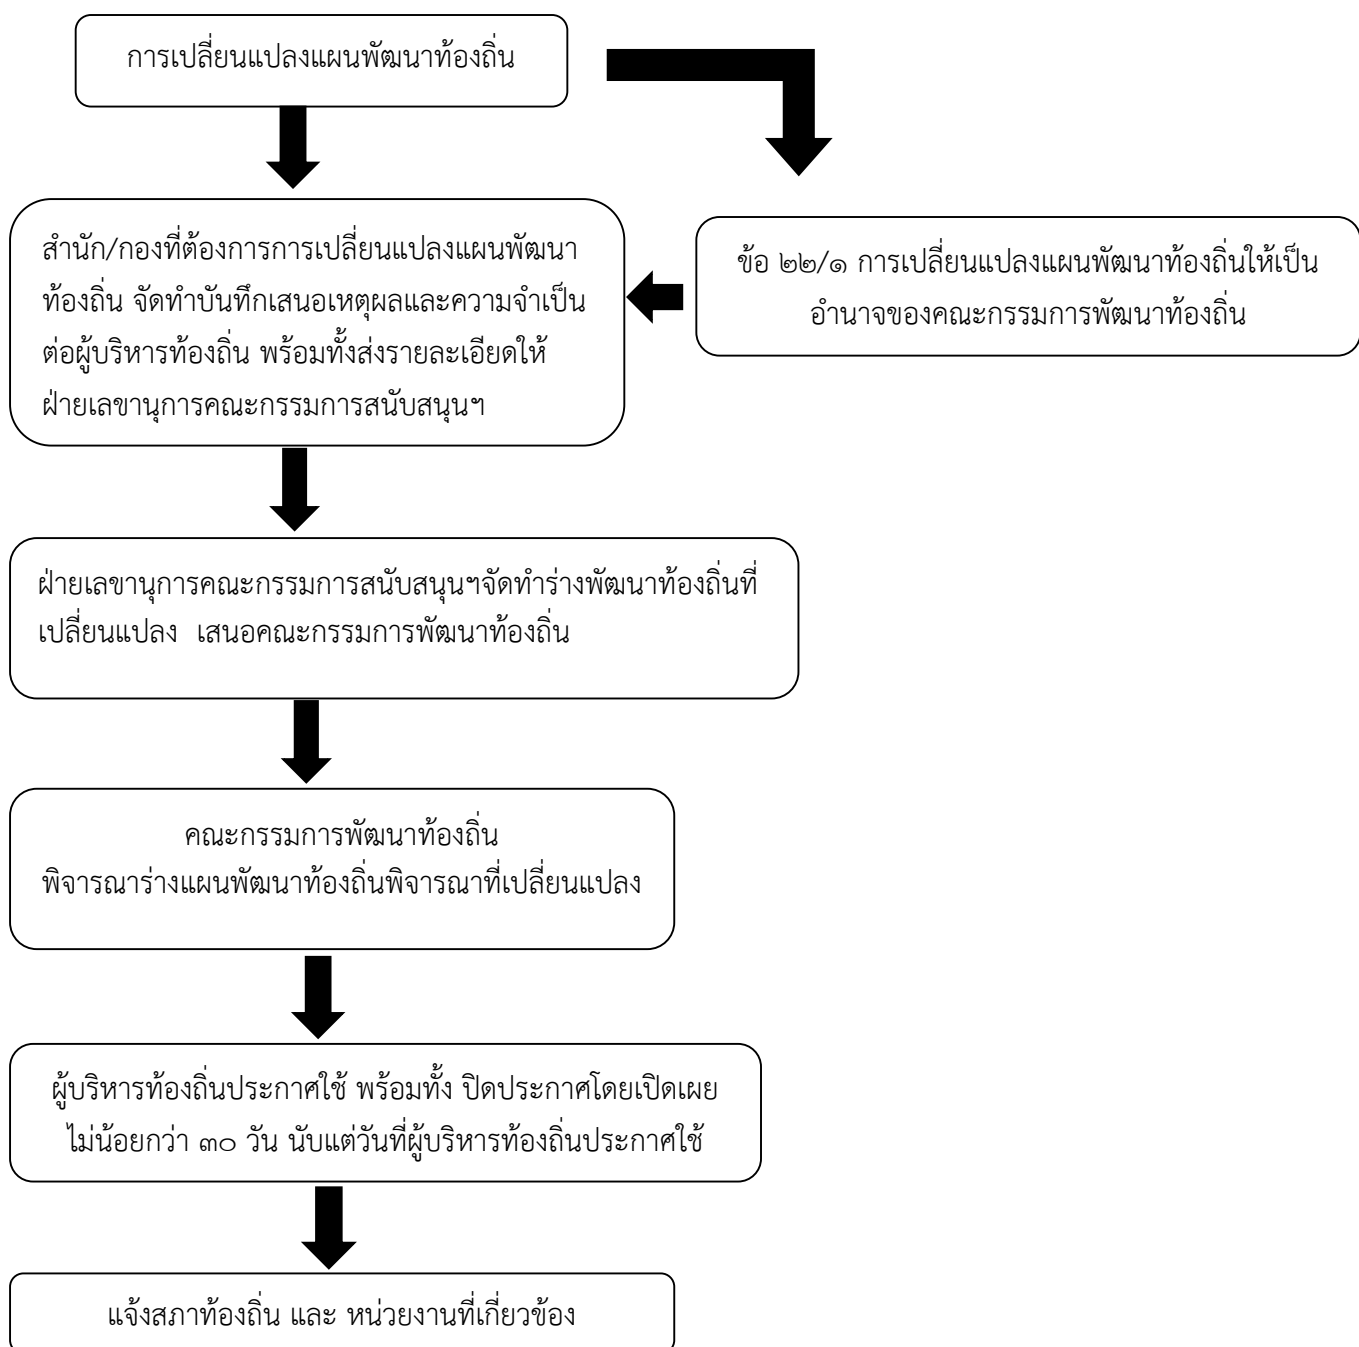 การเปลี่ยนแปลงแผนพัฒนาท้องถิ่น
สำนัก/กองที่ต้องการการเปลี่ยนแปลงแผนพัฒนา
ท้องถิ่น จัดทำบันทึกเสนอเหตุผลและความจำเป็น
ต่อผู้บริหารท้องถิ่น พร้อมทั้งส่งรายละเอียดให้
ฝ่ายเลขานุการคณะกรรมการสนับสนุนฯ
ข้อ ๒๒/๑ การเปลี่ยนแปลงแผนพัฒนาท้องถิ่นให้เป็น
อำนาจของคณะกรรมการพัฒนาท้องถิ่น
ฝ่ายเลขานุการคณะกรรมการสนับสนุนฯจัดทำร่างพัฒนาท้องถิ่นที่
เปลี่ยนแปลง เสนอคณะกรรมการพัฒนาท้องถิ่น
คณะกรรมการพัฒนาท้องถิ่น
พิจารณาร่างแผนพัฒนาท้องถิ่นพิจารณาที่เปลี่ยนแปลง
ผู้บริหารท้องถิ่นประกาศใช้ พร้อมทั้ง ปิดประกาศโดยเปิดเผย
ไม่น้อยกว่า ๓๐ วัน นับแต่วันที่ผู้บริหารท้องถิ่นประกาศใช้
แจ้งสภาท้องถิ่น และ หน่วยงานที่เกี่ยวข้อง